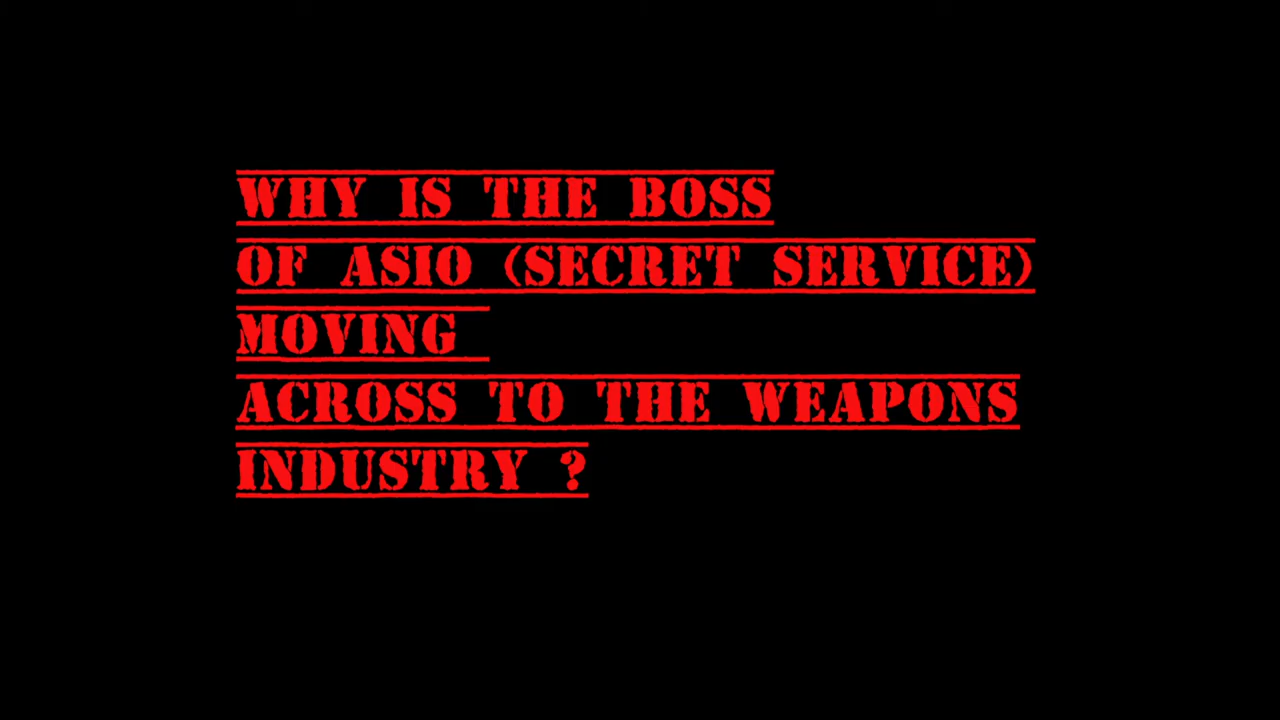 WHY IS THE BOSS
OF ASIO (SECRET SERVICE)
MOVING
ACROSS TO THE WEAPONS
INDUSTRY ?